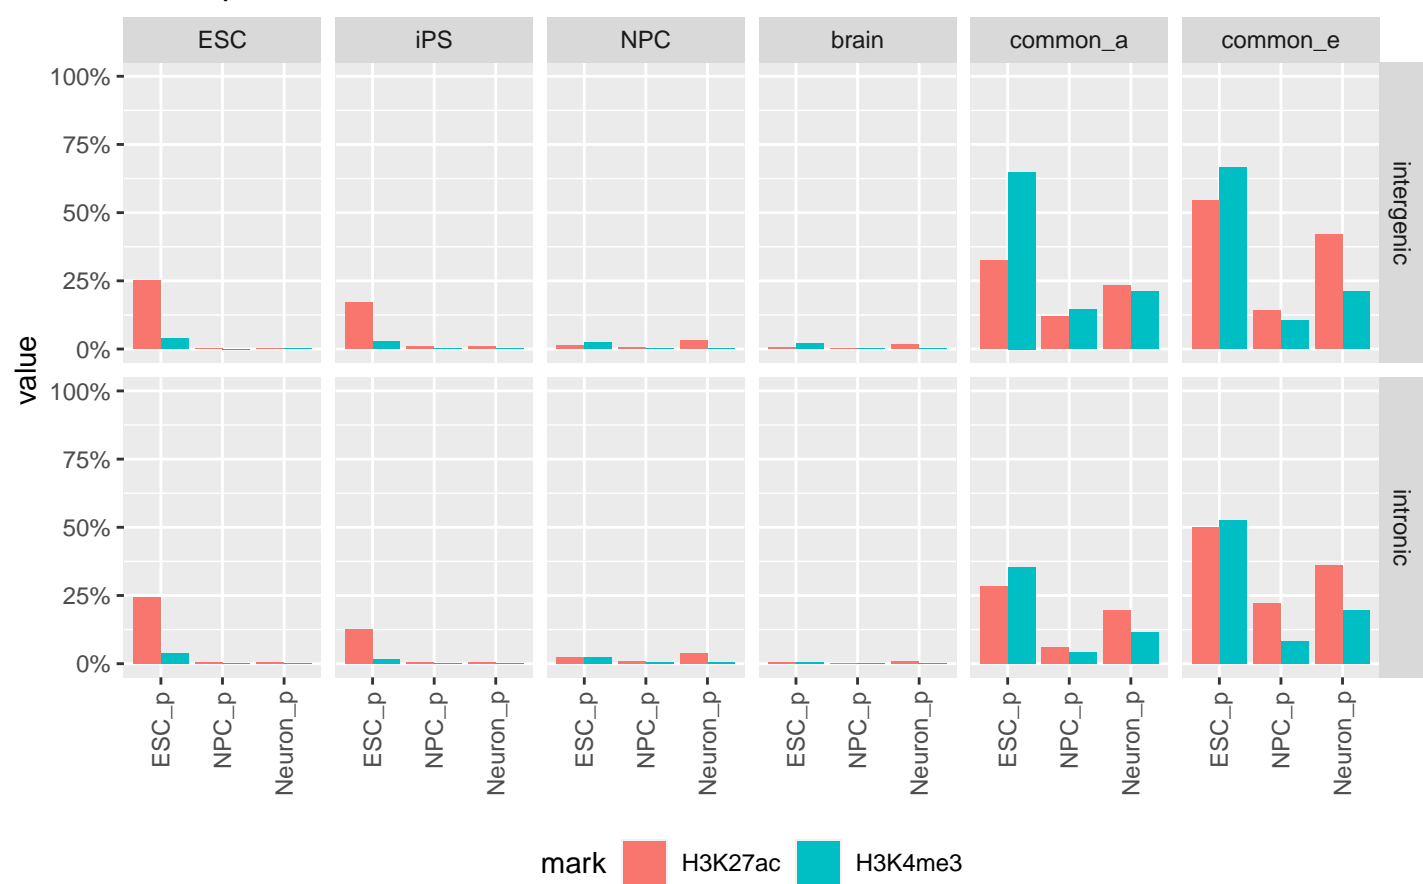 ESC iPS NPC brain common_a common_e
100%
75%
50%
25%
0%
intergenic
value
100%
75%
50%
25%
0%
intronic
ESC_p NPC_p Neuron_p ESC_p NPC_p Neuron_p ESC_p NPC_p Neuron_p ESC_p NPC_p Neuron_p ESC_p NPC_p Neuron_p ESC_p NPC_p Neuron_p
mark H3K27ac H3K4me3